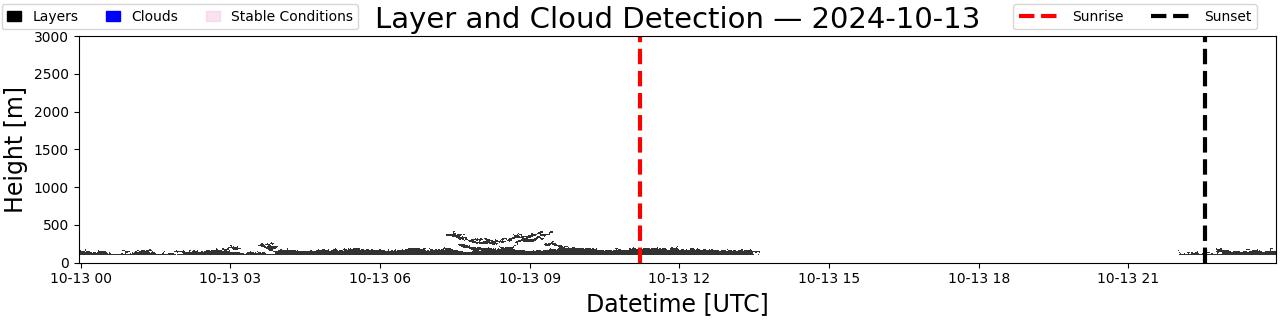 Layers Clouds Stable Conditions Layer and Cloud Detection — 2024-10-13 Sunrise Sunset
3000
2500
2000
1500
1000
500
0
Height [m]
10-13 00 10-13 03 10-13 06 10-13 09 10-13 12 10-13 15 10-13 18 10-13 21
Datetime [UTC]